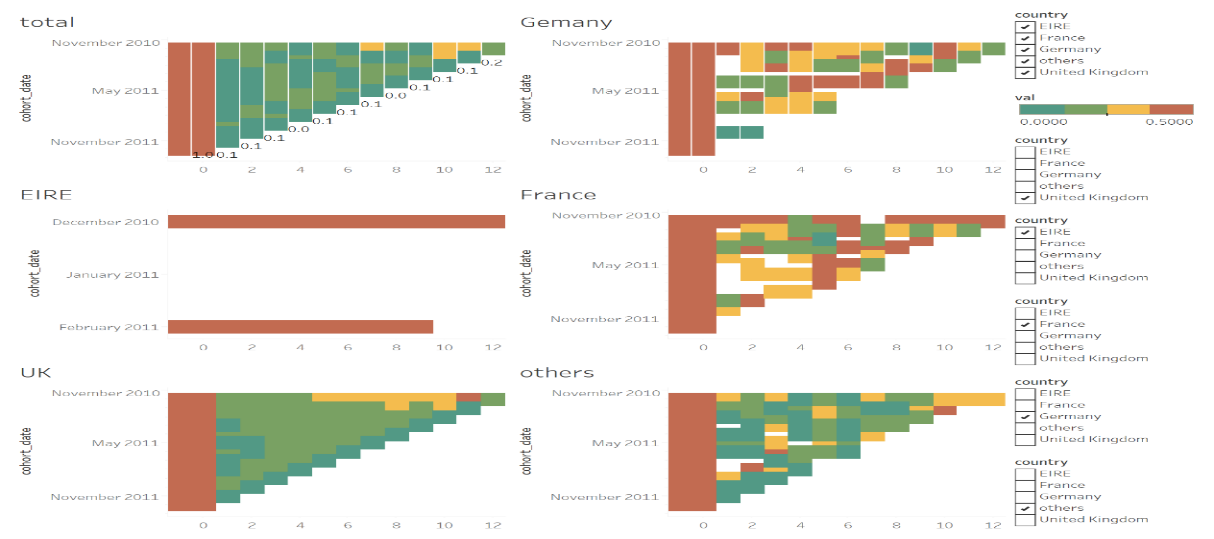 total
November 2010
May 2011
November 2011
cohort_date
1.0
0.1
0.1
0.1
0.0
0.1
0.1
0.1
0.0
0.1
0.1
0.1
0.2
0 2 4 6 8 10 12
Gemany
November 2010
May 2011
November 2011
cohort_date
0 2 4 6 8 10 12
EIRE
December 2010
January 2011
February 2011
cohort_date
0 2 4 6 8 10 12
France
November 2010
May 2011
November 2011
cohort_date
0 2 4 6 8 10 12
UK
November 2010
May 2011
November 2011
cohort_date
0 2 4 6 8 10 12
others
November 2010
May 2011
November 2011
cohort_date
0 2 4 6 8 10 12
country
EIRE
France
Germany
others
United Kingdom
val
0.0000 0.5000
country
EIRE
France
Germany
others
United Kingdom
country
EIRE
France
Germany
others
United Kingdom
country
EIRE
France
Germany
others
United Kingdom
country
EIRE
France
Germany
others
United Kingdom
country
EIRE
France
Germany
others
United Kingdom